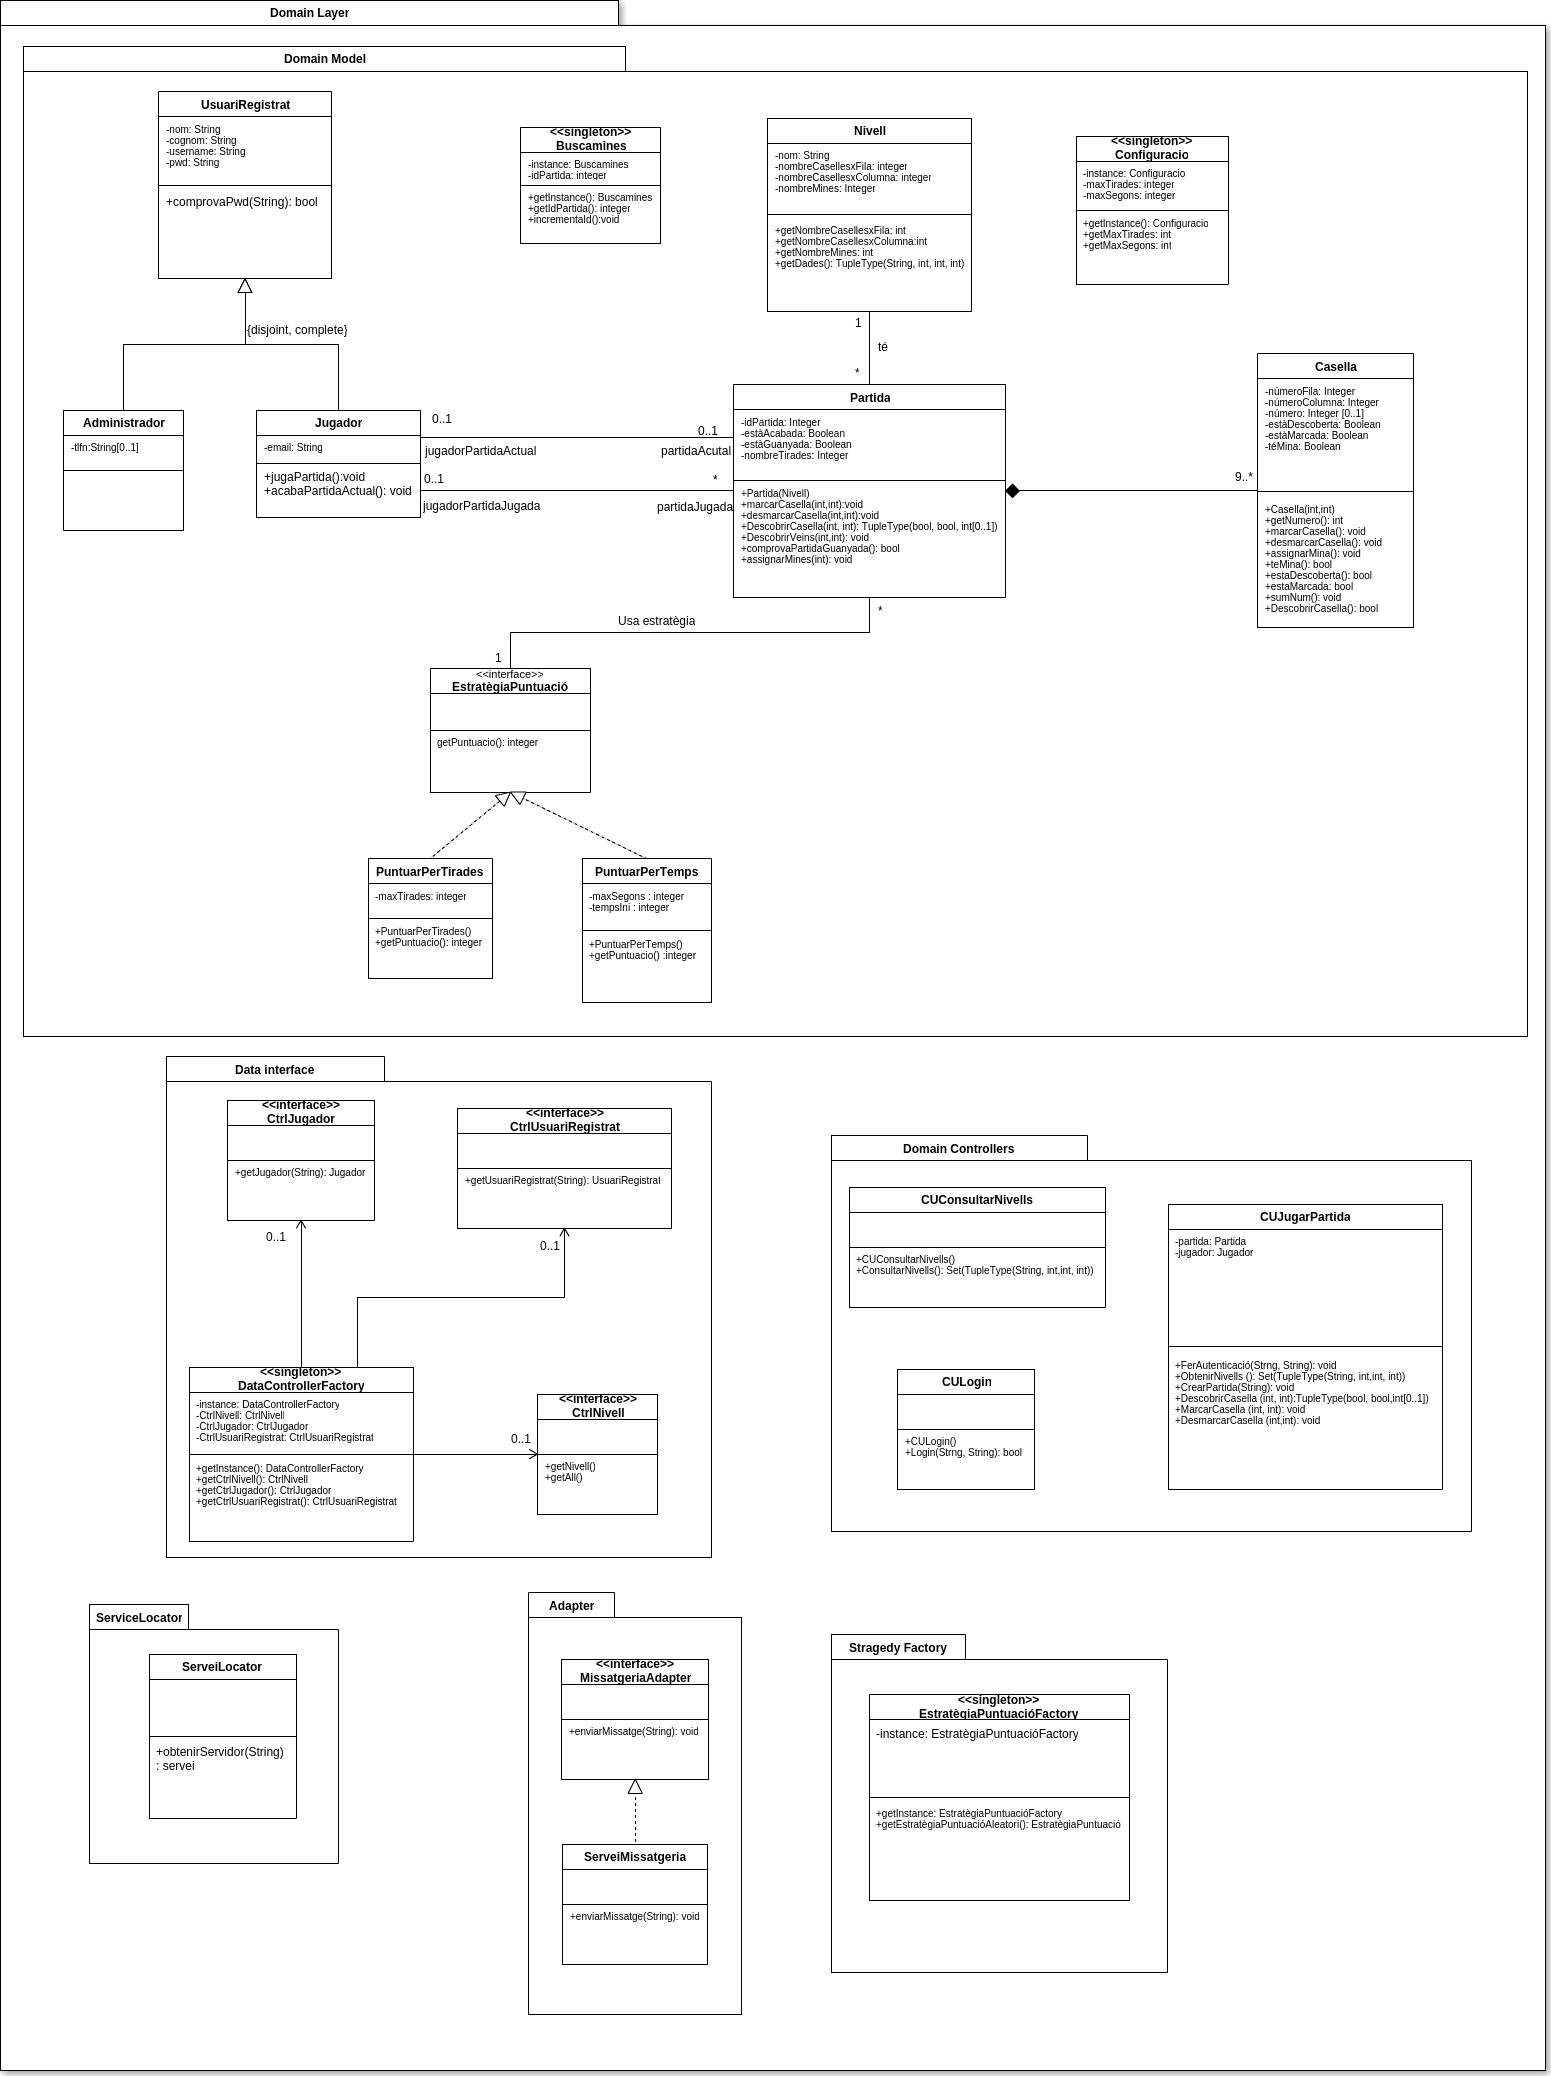 Domain Layer
Domain Model
UsuariRegistrat
-nom: String
-cognom: String
-username: String
-pwd: String
+comprovaPwd(String): bool
<<singleton>>
Buscamines
-instance: Buscamines
-idPartida: integer
+getInstance(): Buscamines
+getIdPartida(): integer
+incrementaId():void
Nivell
-nom: String
-nombreCasellesxFila: integer
-nombreCasellesxColumna: integer
-nombreMines: Integer
+getNombreCasellesxFila: int
+getNombreCasellesxColumna:int
+getNombreMines: int
+getDades(): TupleType(String, int, int, int)
<<singleton>>
Configuracio
-instance: Configuracio
-maxTirades: integer
-maxSegons: integer
+getInstance(): Configuracio
+getMaxTirades: int
+getMaxSegons: int
{disjoint, complete}
1
té
*
Administrador
-tlfn:String[0..1]
Jugador
-email: String
+jugaPartida():void
+acabaPartidaActual(): void
0..1
0..1
jugadorPartidaActual
partidaAcutal
0..1
*
jugadorPartidaJugada
partidaJugada
Partida
-idPartida: Integer
-estàAcabada: Boolean
-estàGuanyada: Boolean
-nombreTirades: Integer
+Partida(Nivell)
+marcarCasella(int,int):void
+desmarcarCasella(int,int):void
+DescobrirCasella(int, int): TupleType(bool, bool, int[0..1])
+DescobrirVeins(int,int): void
+comprovaPartidaGuanyada(): bool
+assignarMines(int): void
9..*
Casella
-númeroFila: Integer
-númeroColumna: Integer
-número: Integer [0..1]
-estàDescoberta: Boolean
-estàMarcada: Boolean
-téMina: Boolean
+Casella(int,int)
+getNumero(): int
+marcarCasella(): void
+desmarcarCasella(): void
+assignarMina(): void
+teMina(): bool
+estaDescoberta(): bool
+estaMarcada: bool
+sumNum(): void
+DescobrirCasella(): bool
*
Usa estratègia
1
<<interface>>
EstratègiaPuntuació
getPuntuacio(): integer
PuntuarPerTirades
-maxTirades: integer
+PuntuarPerTirades()
+getPuntuacio(): integer
PuntuarPerTemps
-maxSegons : integer
-tempsIni : integer
+PuntuarPerTemps()
+getPuntuacio() :integer
Data interface
<<interface>>
CtrlJugador
+getJugador(String): Jugador
<<interface>>
CtrlUsuariRegistrat
+getUsuariRegistrat(String): UsuariRegistrat
0..1
0..1
<<singleton>>
DataControllerFactory
-instance: DataControllerFactory
-CtrlNivell: CtrlNivell
-CtrlJugador: CtrlJugador
-CtrlUsuariRegistrat: CtrlUsuariRegistrat
+getInstance(): DataControllerFactory
+getCtrlNivell(): CtrlNivell
+getCtrlJugador(): CtrlJugador
+getCtrlUsuariRegistrat(): CtrlUsuariRegistrat
0..1
<<interface>>
CtrlNivell
+getNivell()
+getAll()
Domain Controllers
CUConsultarNivells
+CUConsultarNivells()
+ConsultarNivells(): Set(TupleType(String, int,int, int))
CULogin
+CULogin()
+Login(Strng, String): bool
CUJugarPartida
-partida: Partida
-jugador: Jugador
+FerAutenticació(Strng, String): void
+ObtenirNivells (): Set(TupleType(String, int,int, int))
+CrearPartida(String): void
+DescobrirCasella (int, int):TupleType(bool, bool,int[0..1])
+MarcarCasella (int, int): void
+DesmarcarCasella (int,int): void
ServiceLocator
ServeiLocator
+obtenirServidor(String)
: servei
Adapter
<<interface>>
MissatgeriaAdapter
+enviarMissatge(String): void
ServeiMissatgeria
+enviarMissatge(String): void
Stragedy Factory
<<singleton>>
EstratègiaPuntuacióFactory
-instance: EstratègiaPuntuacióFactory
+getInstance: EstratègiaPuntuacióFactory
+getEstratègiaPuntuacióAleatori(): EstratègiaPuntuació